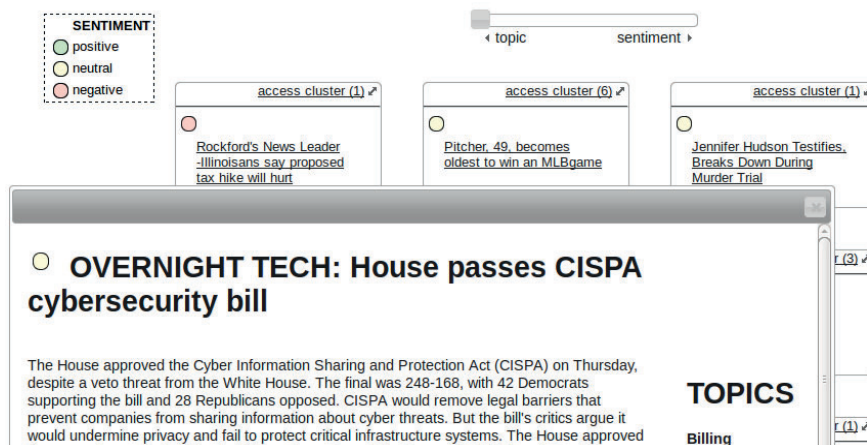 SENTIMENT
positive
neutral
negative
topic
sentiment
access cluster (1)
Rockford's News Leader
-Illinoisans say proposed
tax hike will hurt
access cluster (6)
Pitcher, 49, becomes
oldest to win an MLBgame
access cluster (1)
Jennifer Hudson Testifies,
Breaks Down During
Murder Trial
r (3)
OVERNIGHT TECH: House passes CISPA
cybersecurity bill
The House approved the Cyber Information Sharing and Protection Act (CISPA) on Thursday,
despite a veto threat from the White House. The final was 248-168, with 42 Democrats
supporting the bill and 28 Republicans opposed. CISPA would remove legal barriers that
prevent companies from sharing information about cyber threats. But the bill's critics argue it
would undermine privacy and fail to protect critical infrastructure systems. The House approved
TOPICS
Billing
r (1)